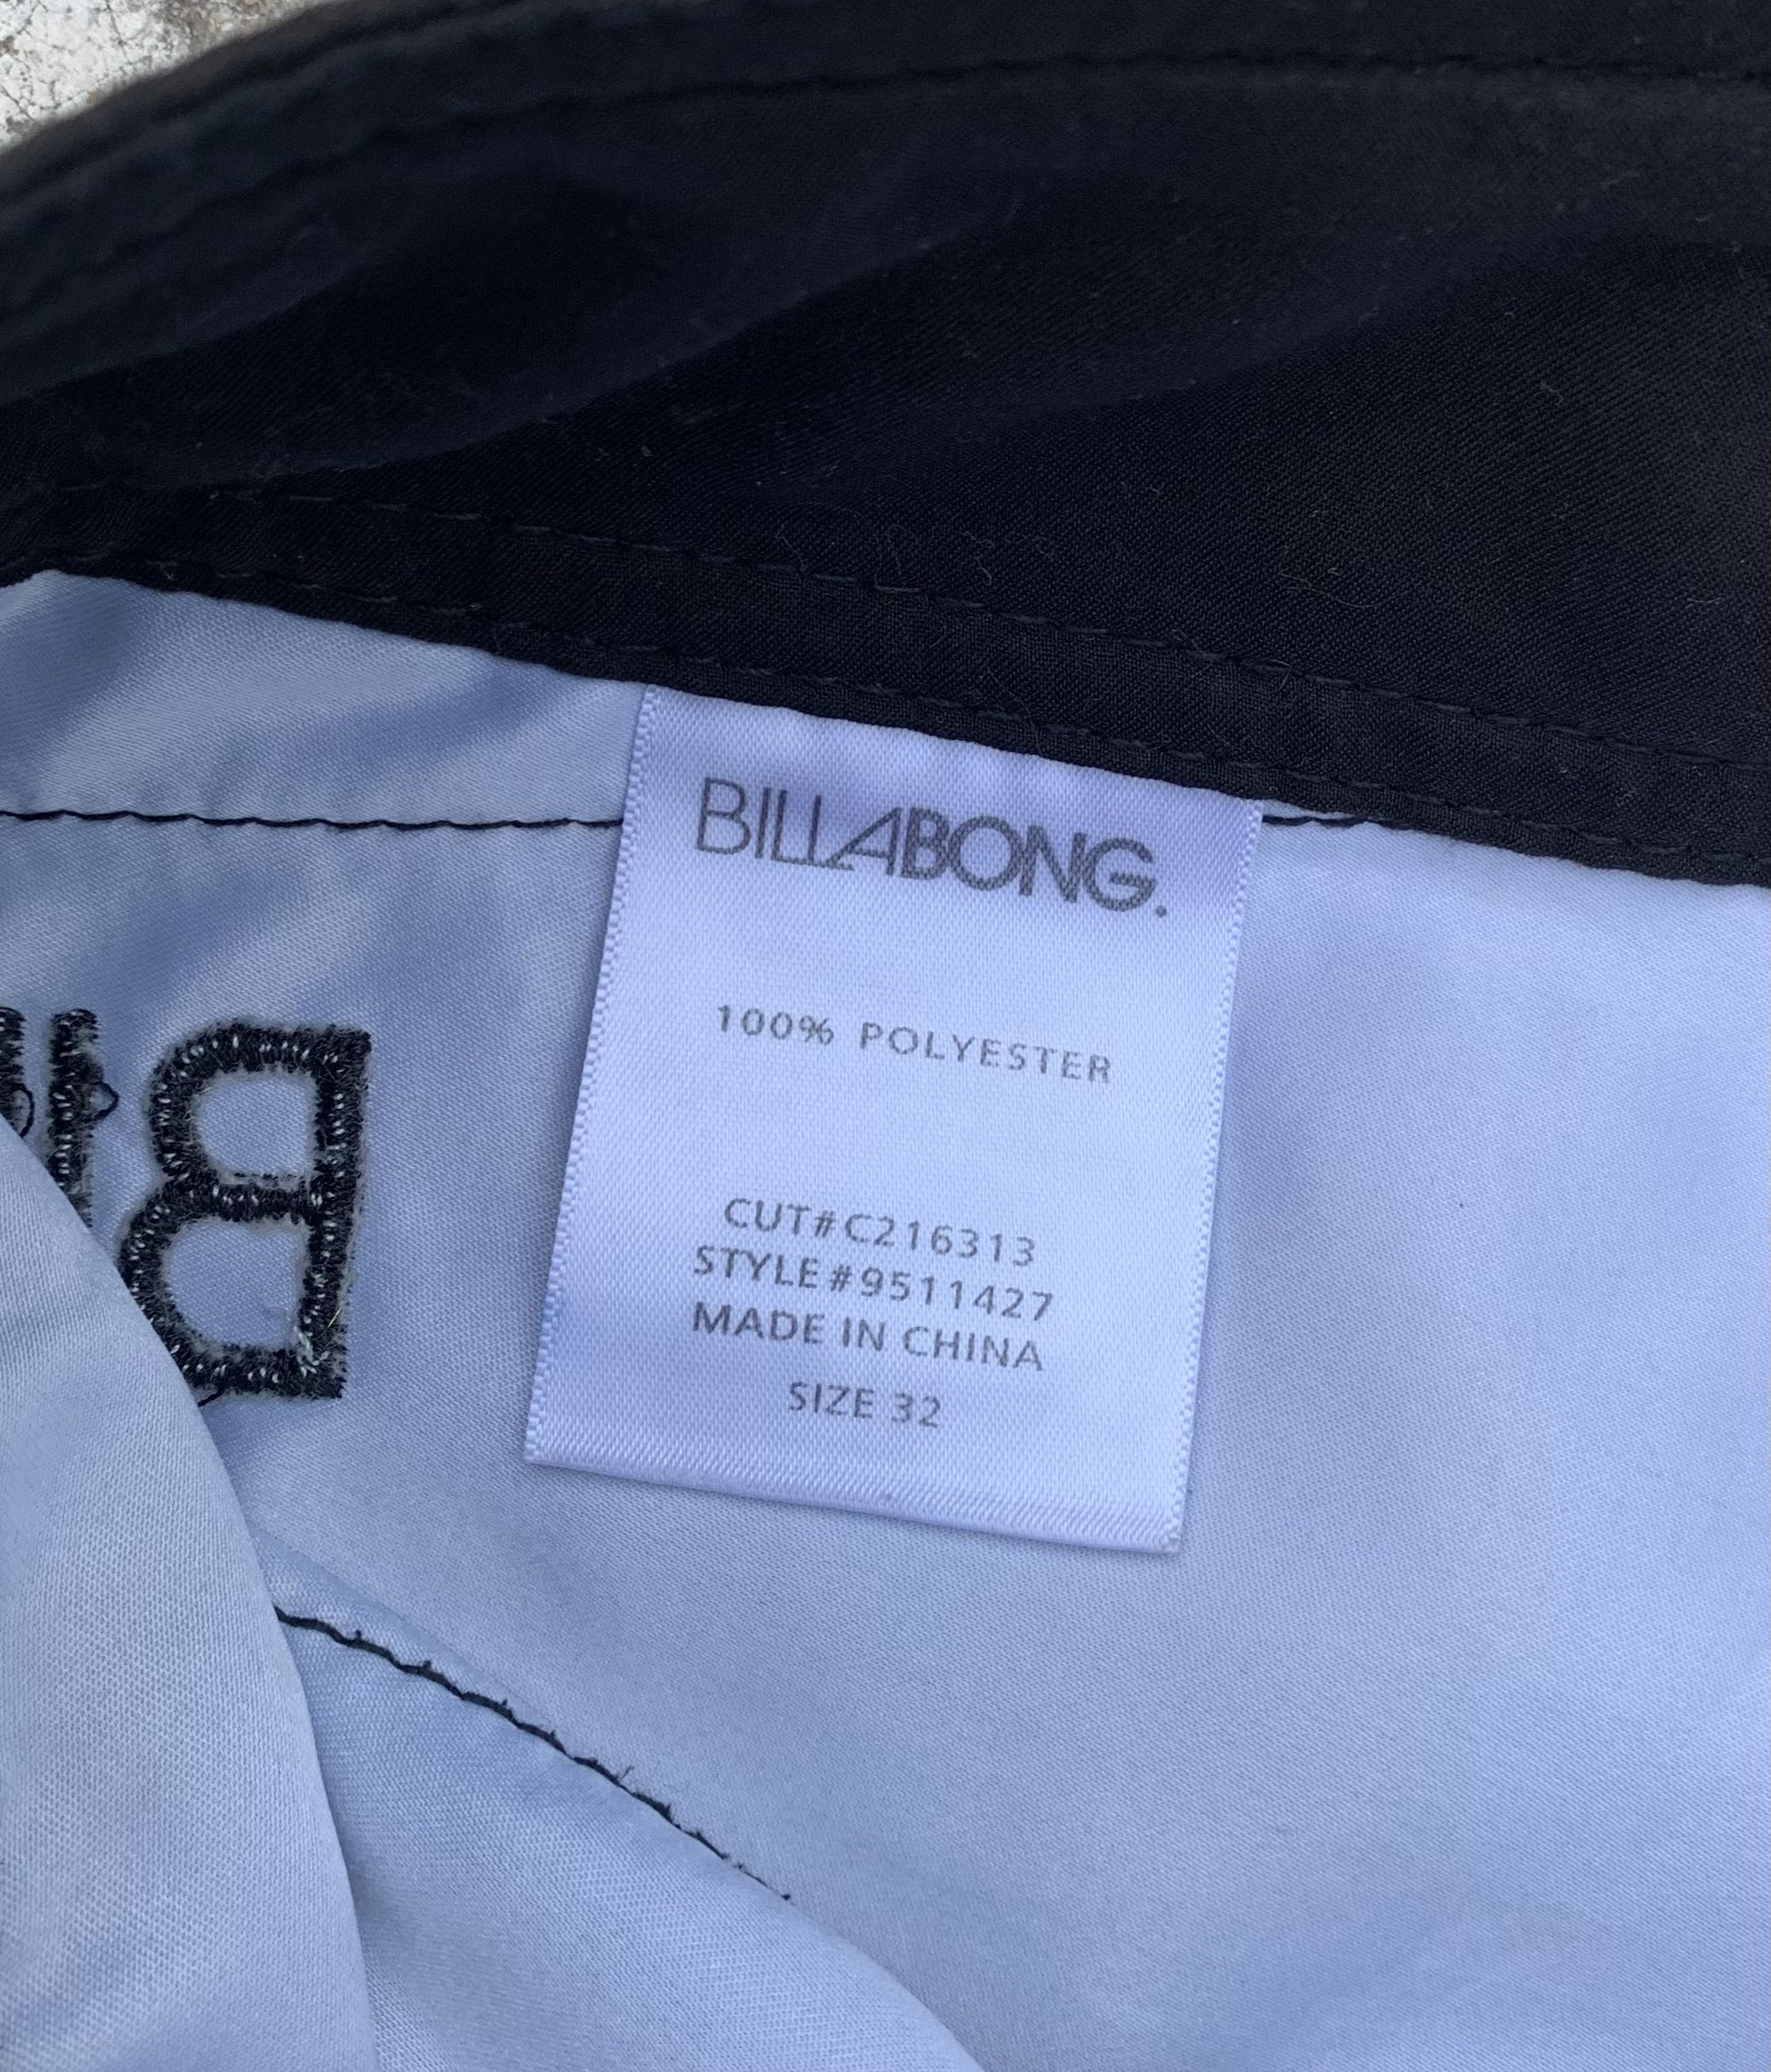 BILLABONG.
100% POLYESTER
CUT#C216313
STYLE#9511427
MADE IN CHINA
SIZE 32